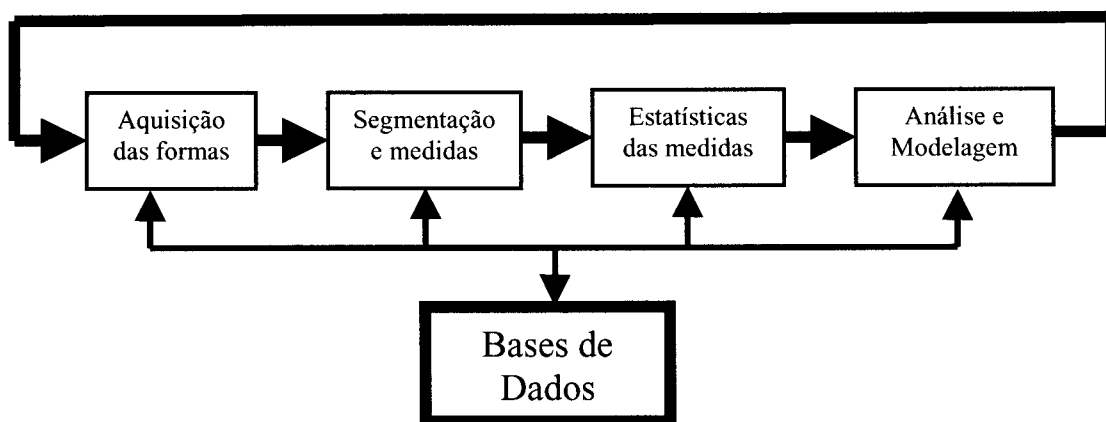 Aquisição
das formas
Segmentação
e medidas
Estatísticas
das medidas
Análise e
Modelagem
Bases de
Dados